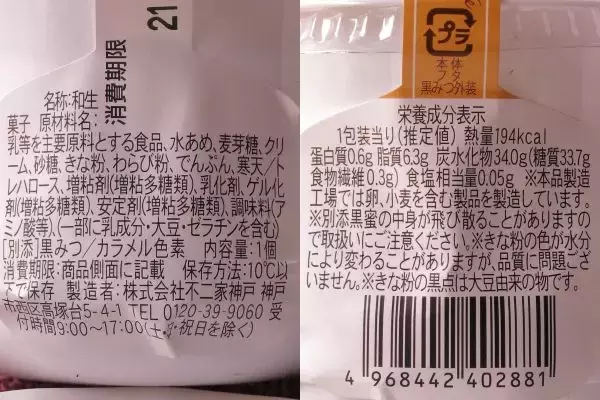 消費期限
21
名称:和生
菓子 原材料名:
乳等を主要原料とする食品、水あめ、麦芽糖、クリ
ーム、砂糖、きな粉、わらび粉、でんぷん、寒天/ト
レハロース、増粘剤(増粘多糖類)、乳化剤、ゲル化
剤(増粘多糖類)、安定剤(増粘多糖類)、調味料(ア
ミノ酸等)、(一部に乳成分・大豆・ゼラチンを含む)
[別添]黒みつ/カラメル色素 内容量:1個
消費期限:商品側面に記載 保存方法:10℃以
下で保存 製造者:株式会社不二家神戸 神戸
市西区高塚台5-4-1 TEL 0120-39-9060 受
付時間9:00~17:00(土・祝日を除く)
プラ
本体
フタ
黒みつ外装
栄養成分表示
1包装当り(推定値) 熱量194kcal
蛋白質0.6g 脂質6.3g 炭水化物34.0g(糖質33.7g
食物繊維0.3g) 食塩相当量0.05g ※本品製造
工場では卵、小麦を含む製品を製造しています。
※別添黒蜜の中身が飛び散ることがありますの
で取扱いにご注意ください。※きな粉の色が水分
により変わることがありますが、品質に問題ござ
いません。※きな粉の黒点は大豆由来の物です。
4 968442 402881